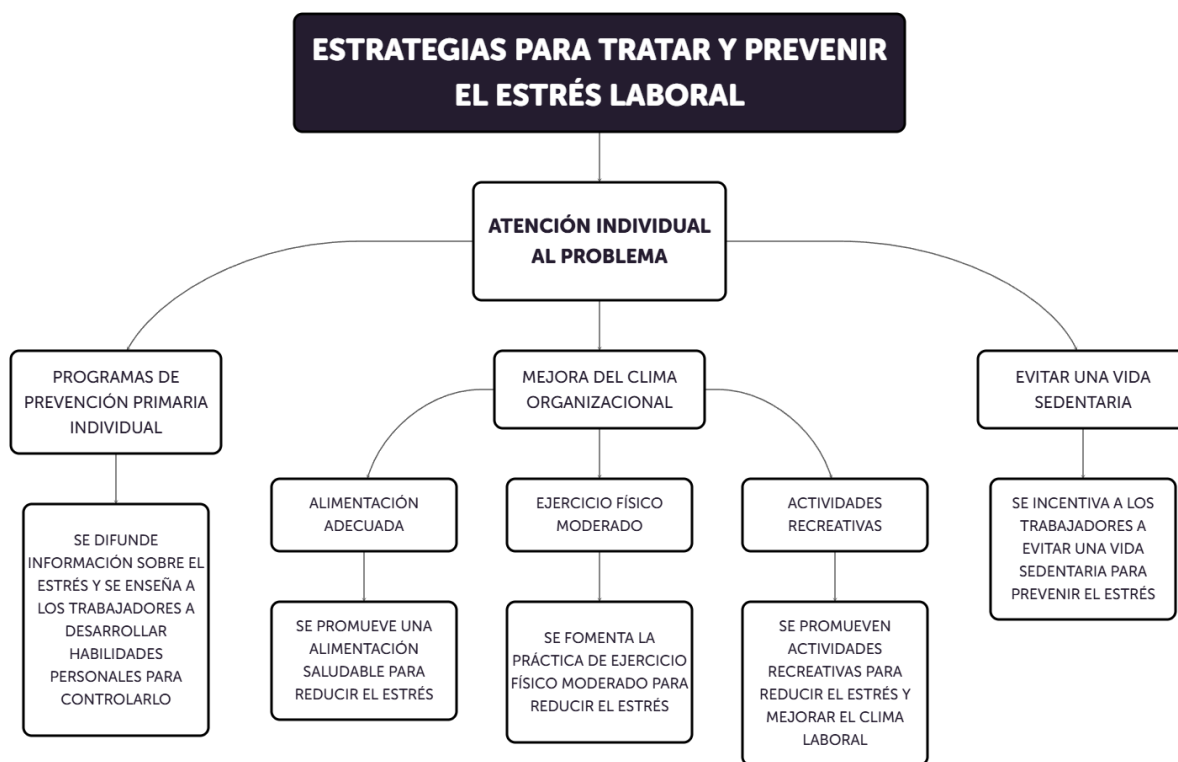 ESTRATEGIAS PARA TRATAR Y PREVENIR
EL ESTRÉS LABORAL
ATENCIÓN INDIVIDUAL
AL PROBLEMA
PROGRAMAS DE
PREVENCIÓN PRIMARIA
INDIVIDUAL
MEJORA DEL CLIMA
ORGANIZACIONAL
EVITAR UNA VIDA
SEDENTARIA
SE DIFUNDE
INFORMACIÓN SOBRE EL
ESTRÉS Y SE ENSEÑA A
LOS TRABAJADORES A
DESARROLLAR
HABILIDADES
PERSONALES PARA
CONTROLARLO
ALIMENTACIÓN
ADECUADA
EJERCICIO FÍSICO
MODERADO
ACTIVIDADES
RECREATIVAS
SE INCENTIVA A LOS
TRABAJADORES A
EVITAR UNA VIDA
SEDENTARIA PARA
PREVENIR EL ESTRÉS
SE PROMUEVE UNA
ALIMENTACIÓN
SALUDABLE PARA
REDUCIR EL ESTRÉS
SE FOMENTA LA
PRÁCTICA DE EJERCICIO
FÍSICO MODERADO PARA
REDUCIR EL ESTRÉS
SE PROMUEVEN
ACTIVIDADES
RECREATIVAS PARA
REDUCIR EL ESTRÉS Y
MEJORAR EL CLIMA
LABORAL